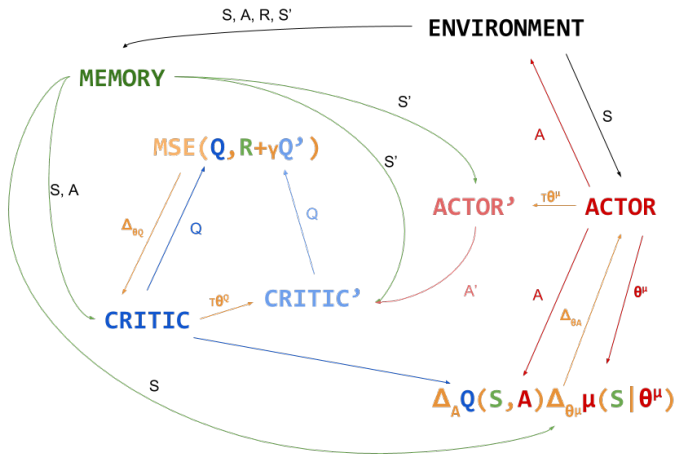 S, A, R, S’
ENVIRONMENT
MEMORY
S’
A
S
MSE(Q,R+γQ’)
S’
S, A
ACTOR’
τθ^μ
ACTOR
Δ_θQ
Q
Q
CRITIC’
A’
A
θ^μ
τθ^Q
CRITIC
Δ_θA
S
Δ_AQ(S,A)Δ_θμμ(S|θ^μ)